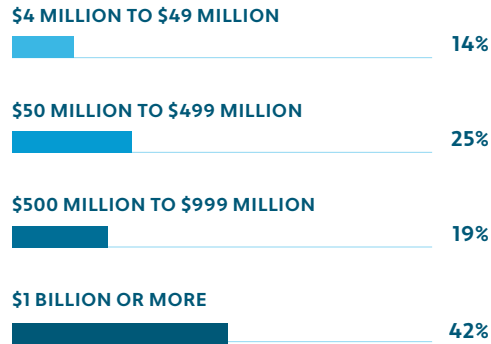 $4 MILLION TO $49 MILLION
14%
$50 MILLION TO $499 MILLION
25%
$500 MILLION TO $999 MILLION
19%
$1 BILLION OR MORE
42%